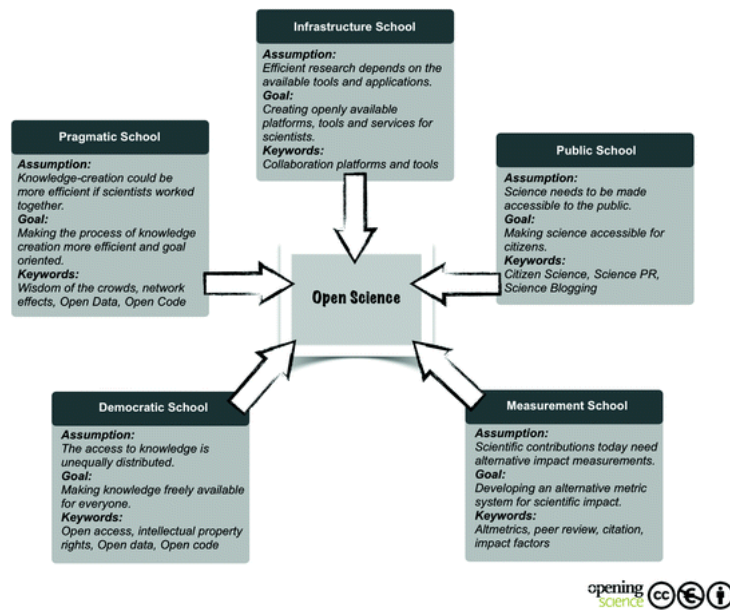 Infrastructure School
Assumption:
Efficient research depends on the
available tools and applications.
Goal:
Creating openly available
platforms, tools and services for
scientists.
Keywords:
Collaboration platforms and tools
Pragmatic School
Assumption:
Knowledge-creation could be
more efficient if scientists worked
together.
Goal:
Making the process of knowledge
creation more efficient and goal
oriented.
Keywords:
Wisdom of the crowds, network
effects, Open Data, Open Code
Public School
Assumption:
Science needs to be made
accessible to the public.
Goal:
Making science accessible for
citizens.
Keywords:
Citizen Science, Science PR,
Science Blogging
Open Science
Democratic School
Assumption:
The access to knowledge is
unequally distributed.
Goal:
Making knowledge freely available
for everyone.
Keywords:
Open access, intellectual property
rights, Open data, Open code
Measurement School
Assumption:
Scientific contributions today need
alternative impact measurements.
Goal:
Developing an alternative metric
system for scientific impact.
Keywords:
Altmetrics, peer review, citation,
impact factors
opening
science
cc